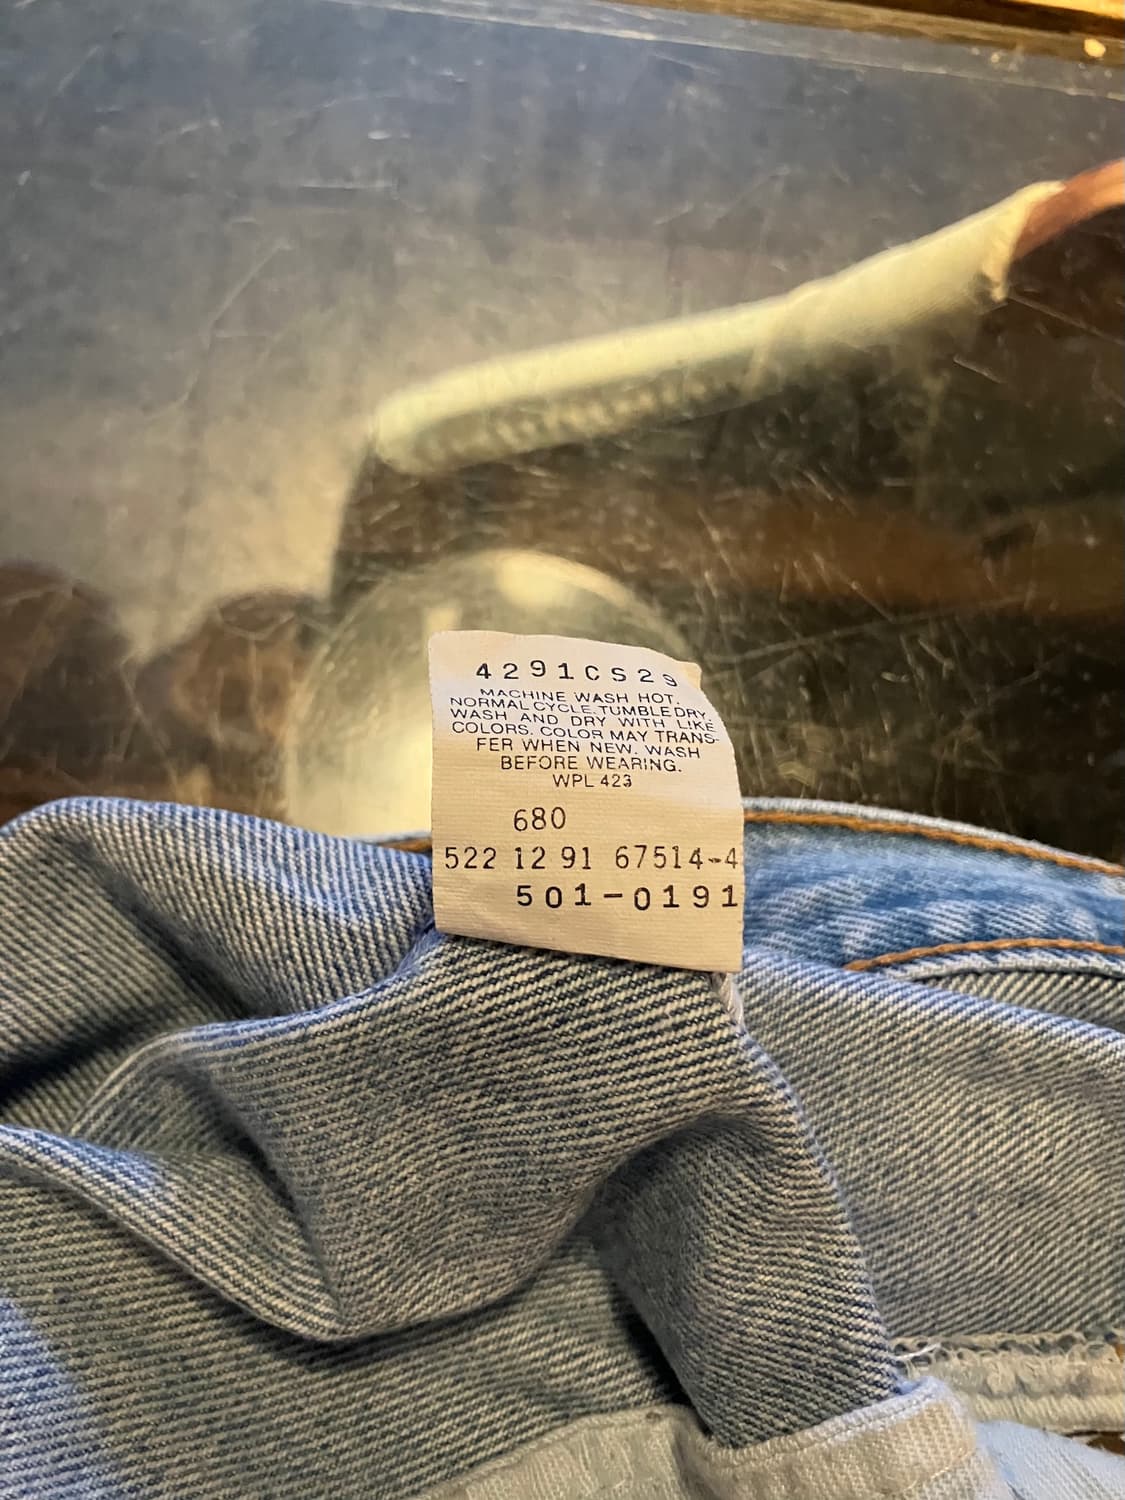 4291CS29
MACHINE WASH HOT.
NORMAL CYCLE. TUMBLE DRY.
WASH AND DRY WITH LIKE
COLORS. COLOR MAY TRANS-
FER WHEN NEW. WASH
BEFORE WEARING.
WPL 423
680
522 12 91 67514-4
501-0191